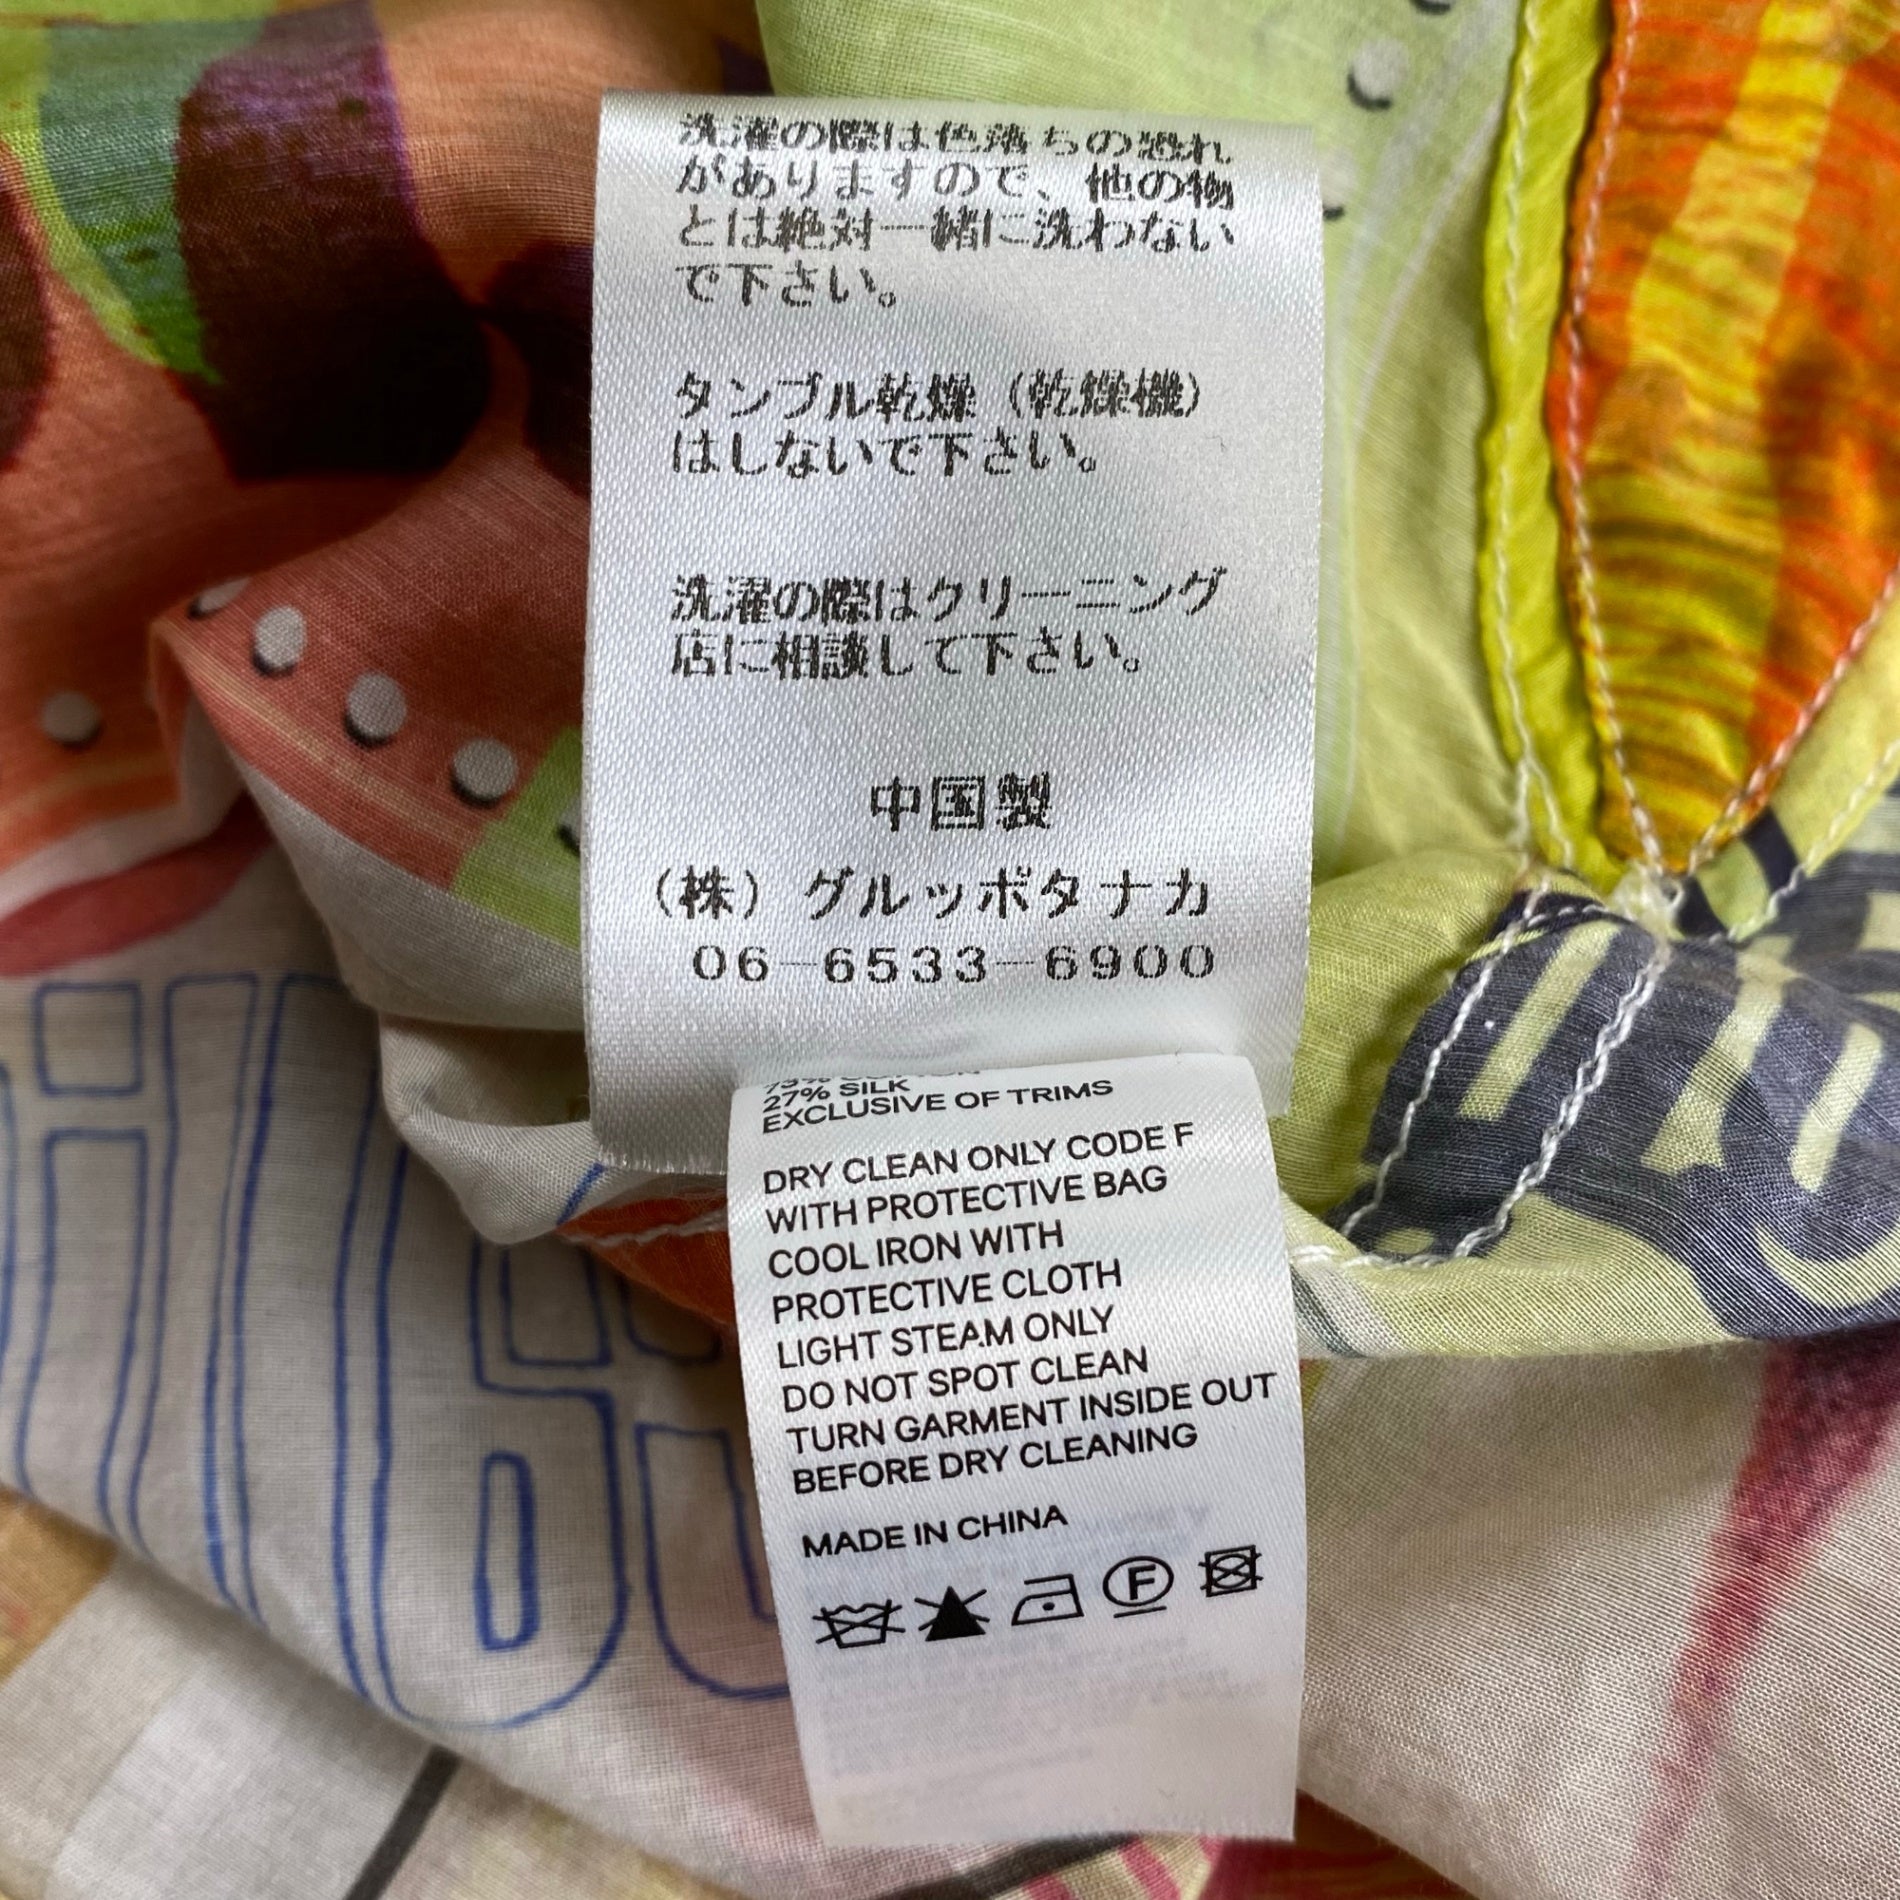 洗濯の際は色落ちの恐れ
がありますので、他の物
とは絶対一緒に洗わない
で下さい。
タンブル乾燥（乾燥機）
はしないで下さい。
洗濯の際はクリーニング
店に相談して下さい。
中国製
（株）グルッポタナカ
06-6533-6900
27% SILK
EXCLUSIVE OF TRIMS
DRY CLEAN ONLY CODE F
WITH PROTECTIVE BAG
COOL IRON WITH
PROTECTIVE CLOTH
LIGHT STEAM ONLY
DO NOT SPOT CLEAN
TURN GARMENT INSIDE OUT
BEFORE DRY CLEANING
MADE IN CHINA
F